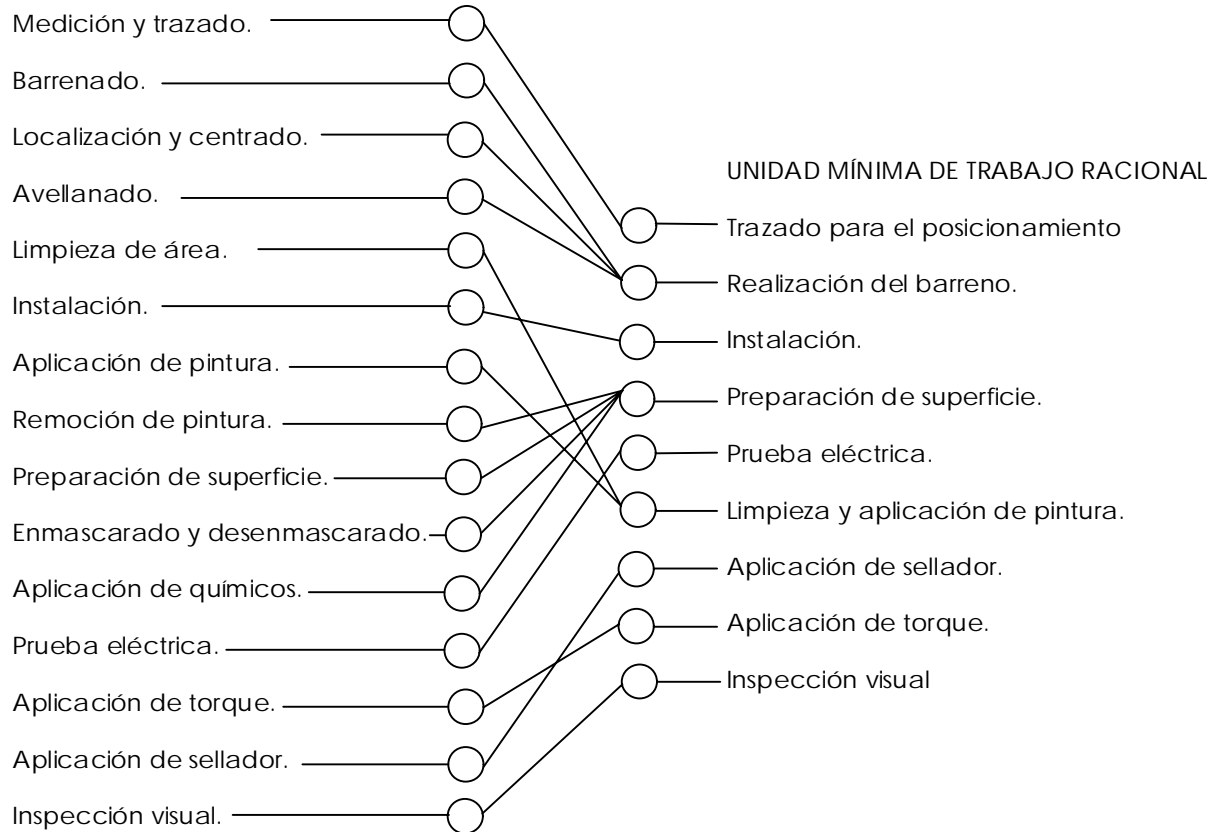 Medición y trazado.
Barrenado.
Localización y centrado.
Avellanado.
Limpieza de área.
Instalación.
Aplicación de pintura.
Remoción de pintura.
Preparación de superficie.
Enmascarado y desenmascarado.
Aplicación de químicos.
Prueba eléctrica.
Aplicación de torque.
Aplicación de sellador.
Inspección visual.
UNIDAD MÍNIMA DE TRABAJO RACIONAL
Trazado para el posicionamiento
Realización del barreno.
Instalación.
Preparación de superficie.
Prueba eléctrica.
Limpieza y aplicación de pintura.
Aplicación de sellador.
Aplicación de torque.
Inspección visual